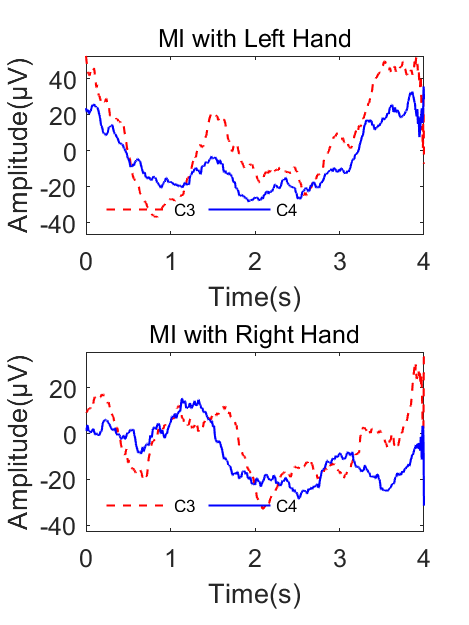 MI with Left Hand
Amplitude(μV)
40
20
0
-20
-40
C3 C4
0 1 2 3 4
Time(s)
MI with Right Hand
Amplitude(μV)
20
0
-20
-40
C3 C4
0 1 2 3 4
Time(s)